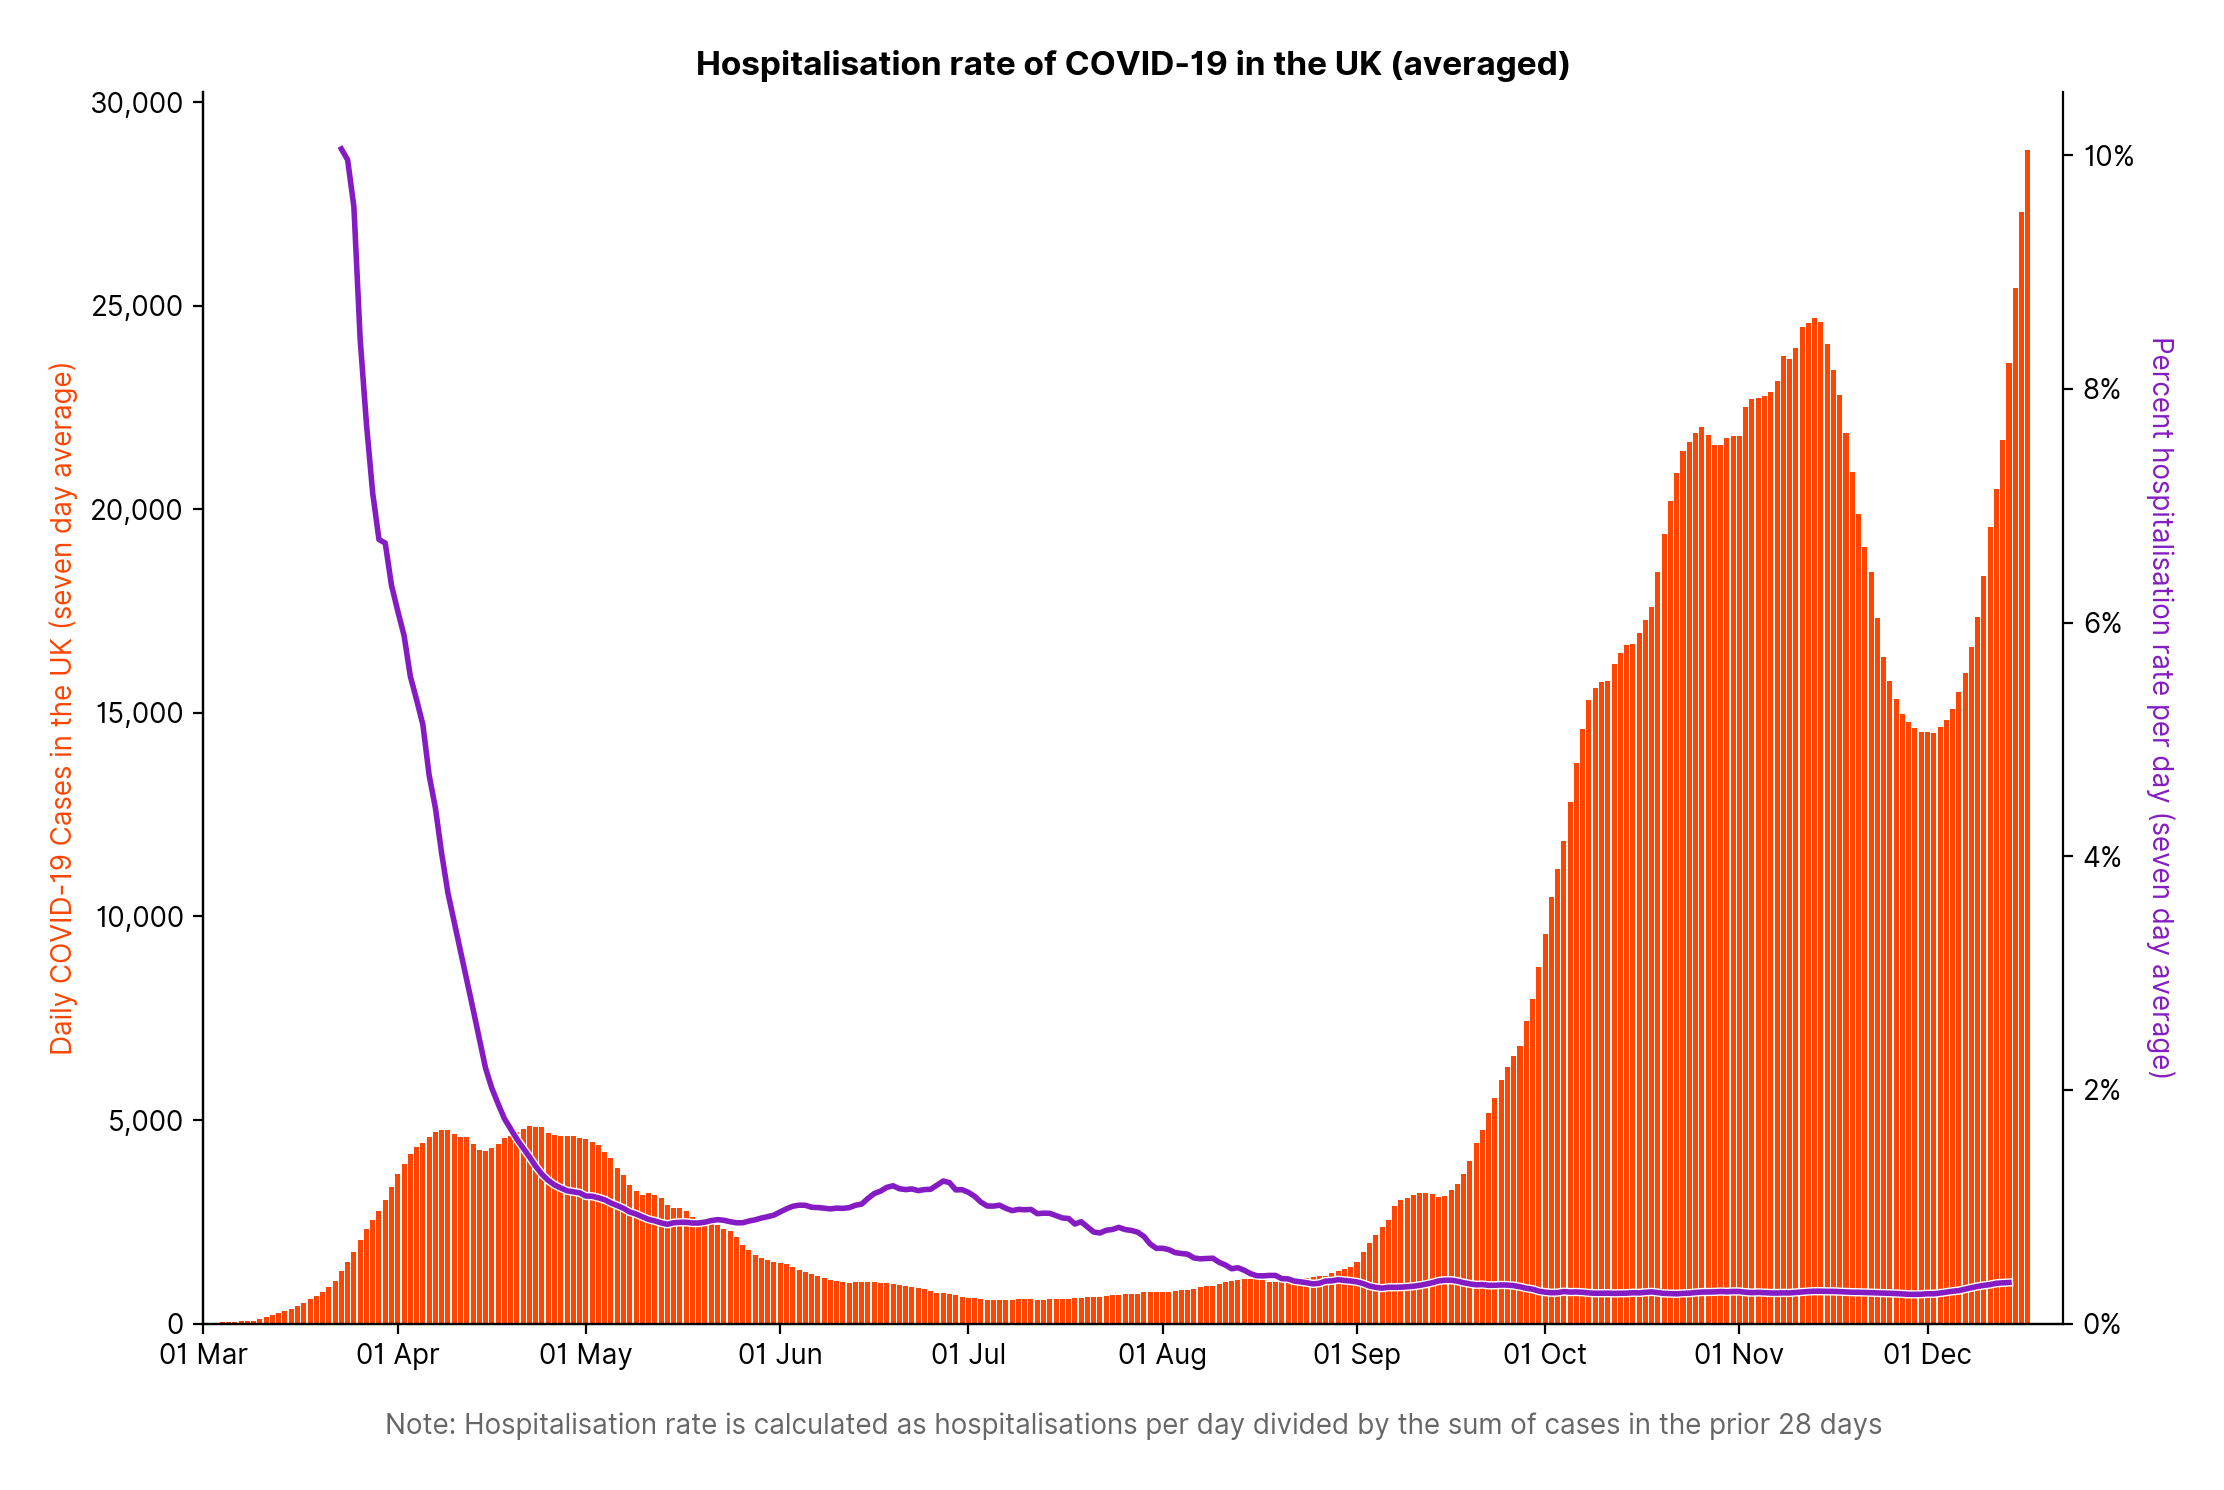 Hospitalisation rate of COVID-19 in the UK (averaged)
Daily COVID-19 Cases in the UK (seven day average)
30,000
25,000
20,000
15,000
10,000
5,000
0
10%
8%
6%
4%
2%
0%
Percent hospitalisation rate per day (seven day average)
01 Mar
01 Apr
01 May
01 Jun
01 Jul
01 Aug
01 Sep
01 Oct
01 Nov
01 Dec
Note: Hospitalisation rate is calculated as hospitalisations per day divided by the sum of cases in the prior 28 days